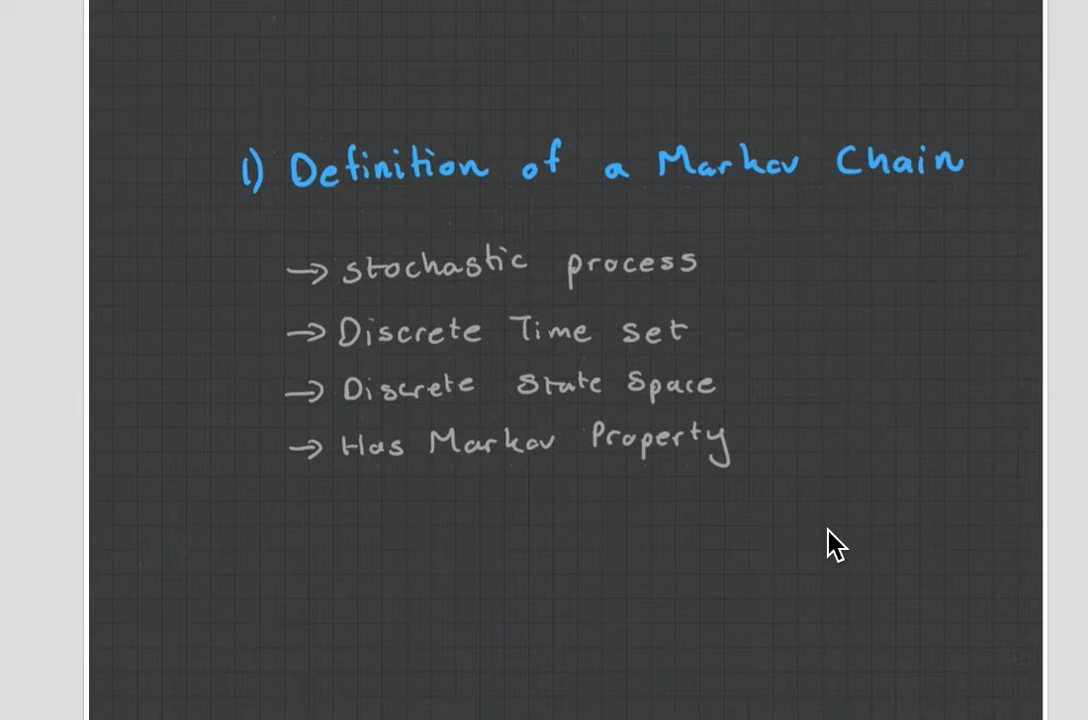 1) Definition of a Markov Chain
→ stochastic process
→ Discrete Time set
→ Discrete State Space
→ Has Markov Property